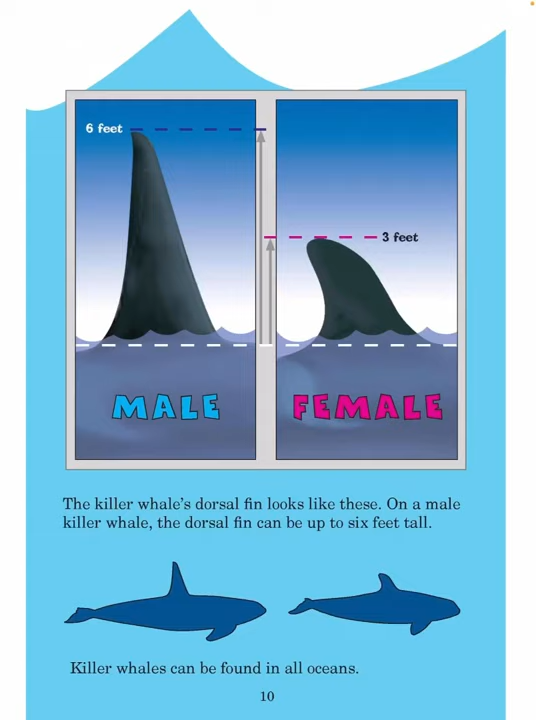 6 feet
3 feet
MALE
FEMALE
The killer whale's dorsal fin looks like these. On a male
killer whale, the dorsal fin can be up to six feet tall.
Killer whales can be found in all oceans.
10